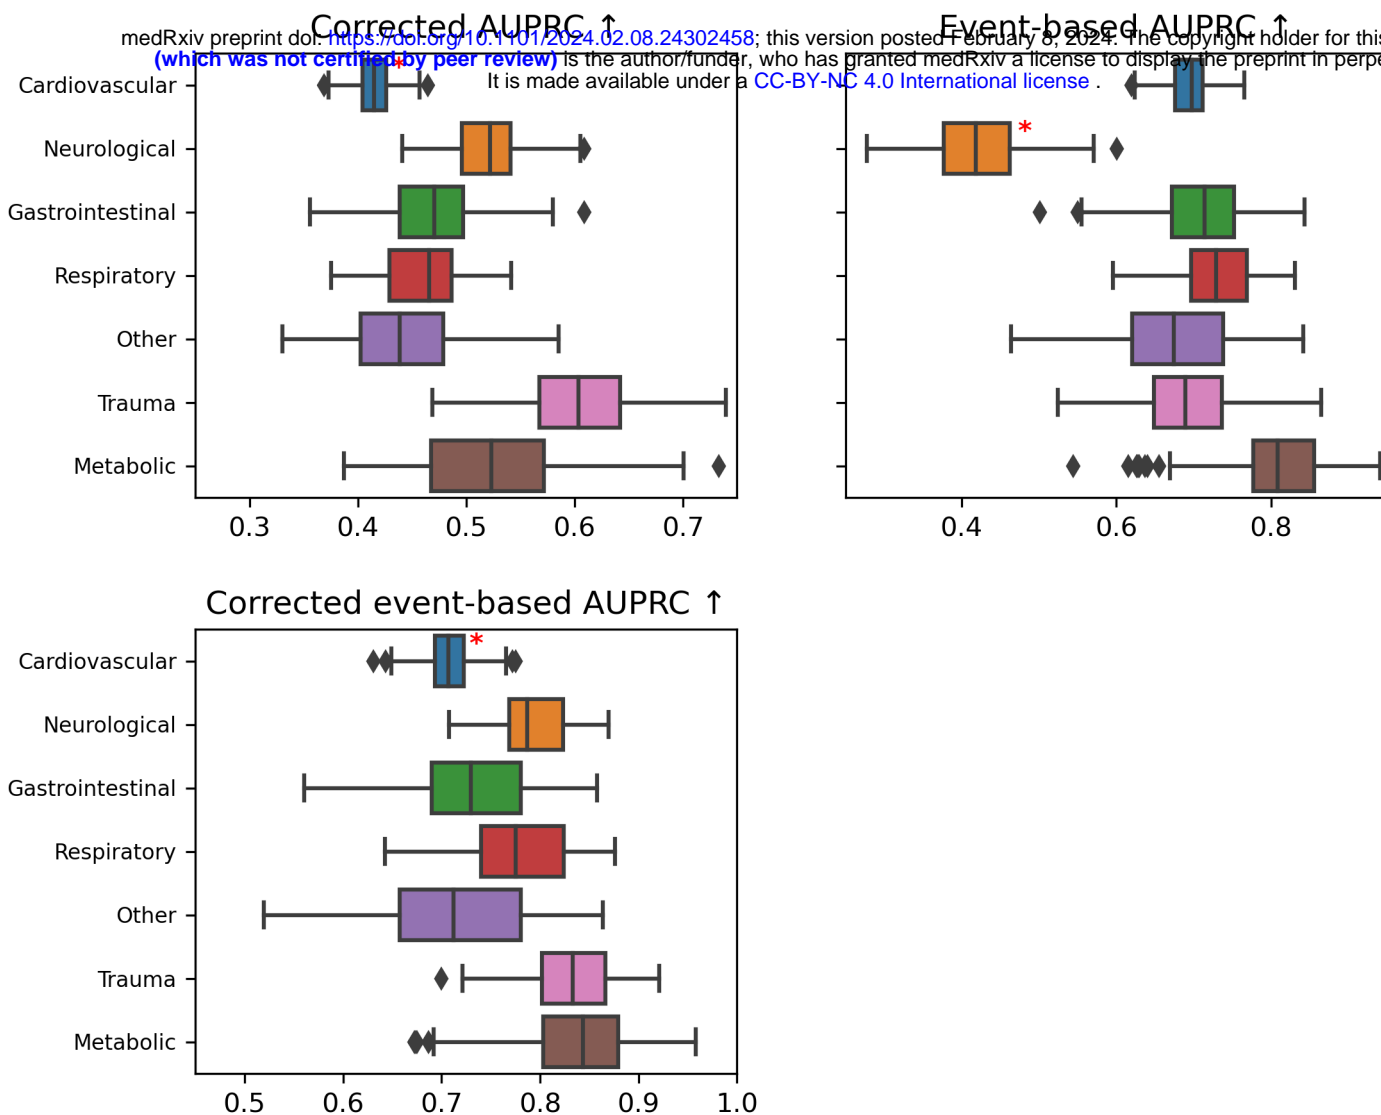 Corrected AUPRC ↑
Event-based AUPRC ↑
medRxiv preprint doi: https://doi.org/10.1101/2024.02.08.24302458; this version posted February 8, 2024. The copyright holder for this
(which was not certified by peer review) is the author/funder, who has granted medRxiv a license to display the preprint in
It is made available under a CC-BY-NC 4.0 International license .
Cardiovascular
*
Neurological
*
Gastrointestinal
Respiratory
Other
Trauma
Metabolic
0.3 0.4 0.5 0.6 0.7
0.4 0.6 0.8
Corrected event-based AUPRC ↑
Cardiovascular
*
Neurological
Gastrointestinal
Respiratory
Other
Trauma
Metabolic
0.5 0.6 0.7 0.8 0.9 1.0